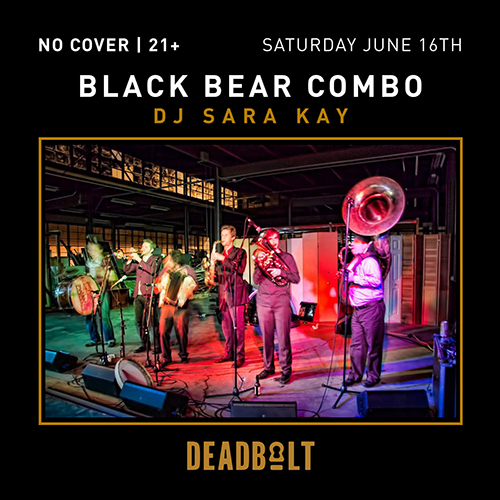 NO COVER | 21+ SATURDAY JUNE 16TH
BLACK BEAR COMBO
DJ SARA KAY
DEADBOLT